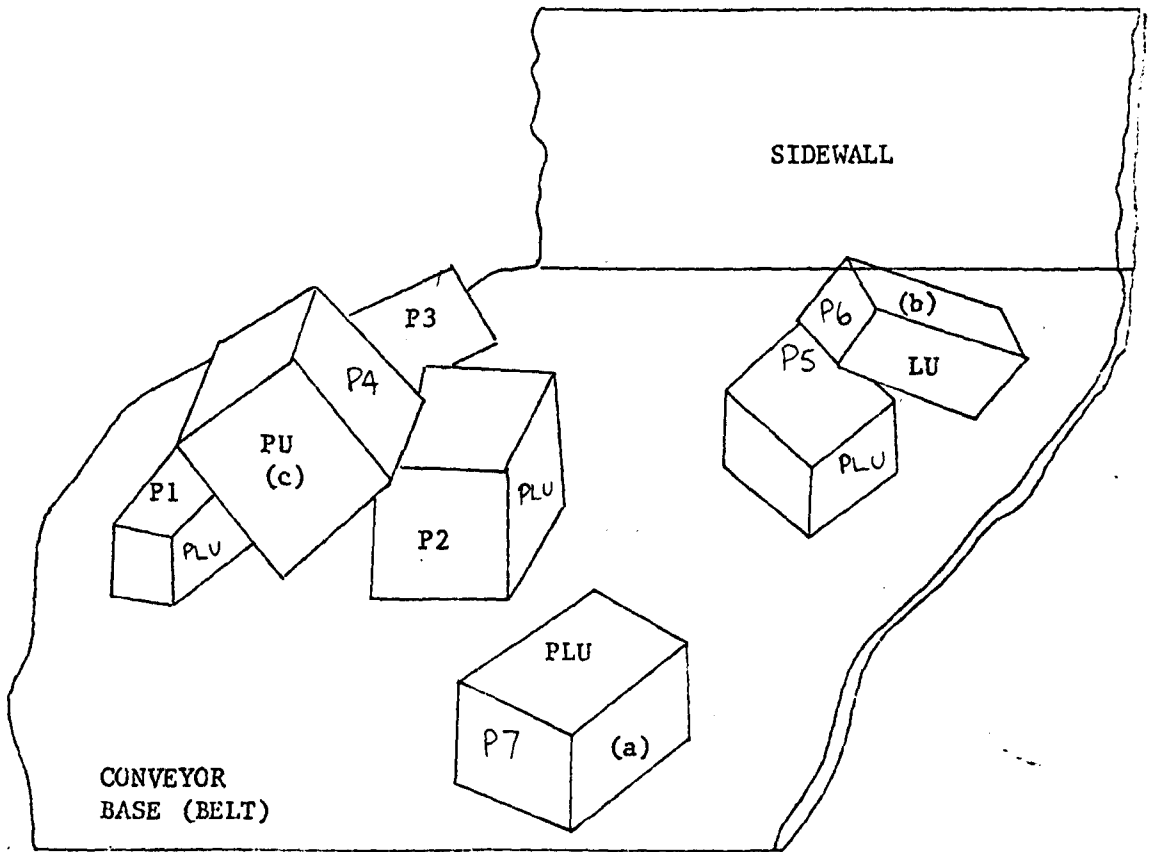 SIDEWALL
P3
P6
(b)
P5
LU
P4
PU
(c)
P1
PLU
PLU
PLU
P2
PLU
P7
(a)
CONVEYOR
BASE (BELT)